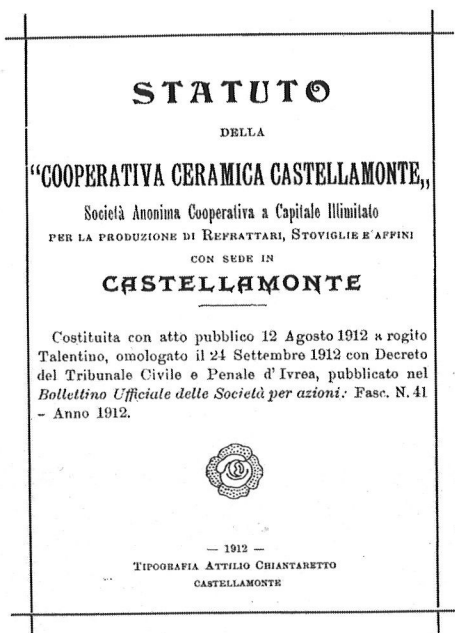 STATUTO
DELLA
“COOPERATIVA CERAMICA CASTELLAMONTE„
Società Anonima Cooperativa a Capitale Illimitato
PER LA PRODUZIONE DI REFRATTARI, STOVIGLIE E AFFINI
CON SEDE IN
CASTELLAMONTE
Costituita con atto pubblico 12 Agosto 1912 a rogito
Talentino, omologato il 24 Settembre 1912 con Decreto
del Tribunale Civile e Penale d' Ivrea, pubblicato nel
Bollettino Ufficiale delle Società per azioni: Fasc. N. 41
– Anno 1912.
— 1912 —
TIPOGRAFIA ATTILIO CHIANTARETTO
CASTELLAMONTE